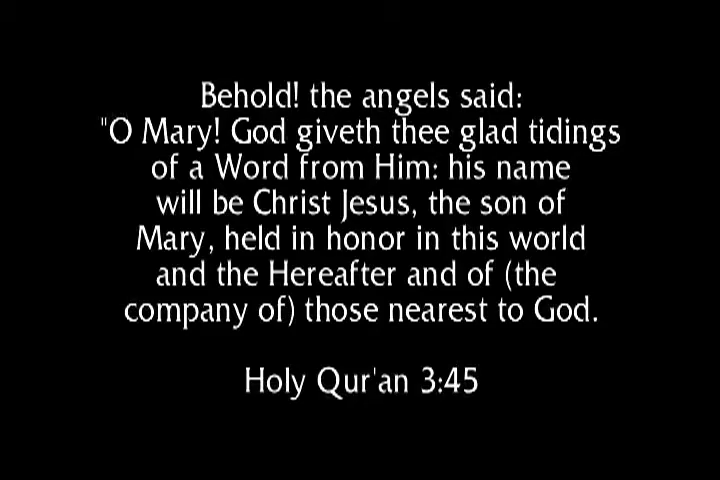 Behold! the angels said:
"O Mary! God giveth thee glad tidings
of a Word from Him: his name
will be Christ Jesus, the son of
Mary, held in honor in this world
and the Hereafter and of (the
company of) those nearest to God.
Holy Qur'an 3:45